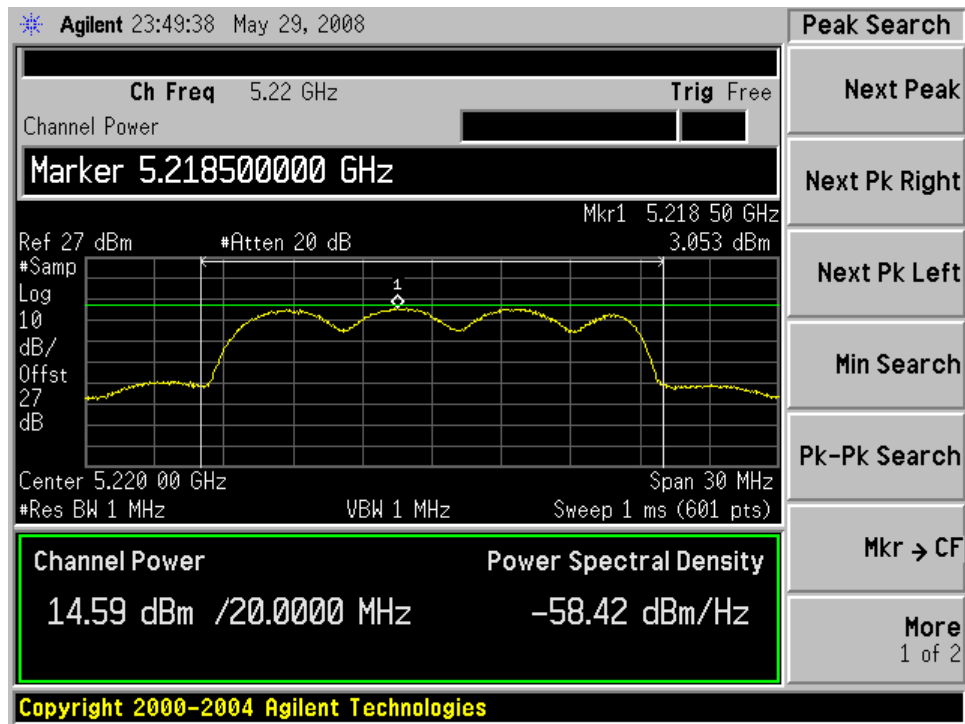 Agilent 23:49:38 May 29, 2008
Peak Search
Ch Freq 5.22 GHz Trig Free
Channel Power
Marker 5.218500000 GHz
Mkr1 5.218 50 GHz
Ref 27 dBm #Atten 20 dB 3.053 dBm
#Samp
Log
10
dB/
Offst
27
dB
1
Center 5.220 00 GHz Span 30 MHz
#Res BW 1 MHz VBW 1 MHz Sweep 1 ms (601 pts)
Channel Power Power Spectral Density
14.59 dBm /20.0000 MHz -58.42 dBm/Hz
Next Peak
Next Pk Right
Next Pk Left
Min Search
Pk-Pk Search
Mkr → CF
More
1 of 2
Copyright 2000-2004 Agilent Technologies